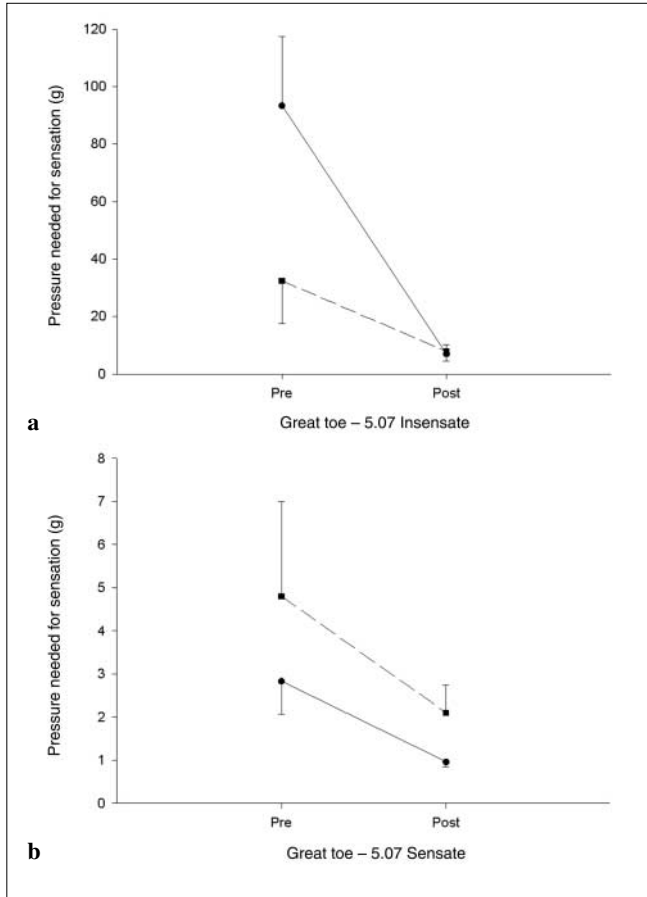 120
100
80
60
40
20
0
Pressure needed for sensation (g)
Pre Post
a Great toe – 5.07 Insensate
8
7
6
5
4
3
2
1
0
Pressure needed for sensation (g)
Pre Post
b Great toe – 5.07 Sensate